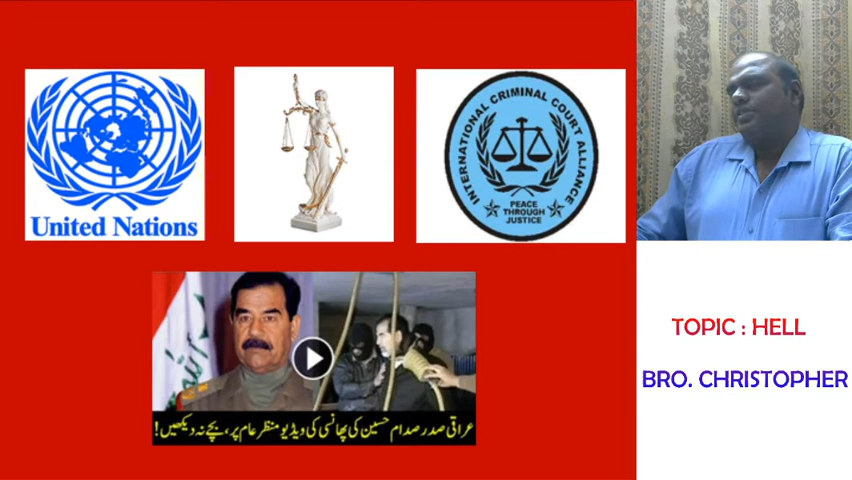 United Nations
INTERNATIONAL CRIMINAL COURT ALLIANCE
PEACE
THROUGH
JUSTICE
عراقی صدر صدام حسین کی پھانسی کی ویڈیو منظر عام پر، بچے نہ دیکھیں!
TOPIC : HELL
BRO. CHRISTOPHER